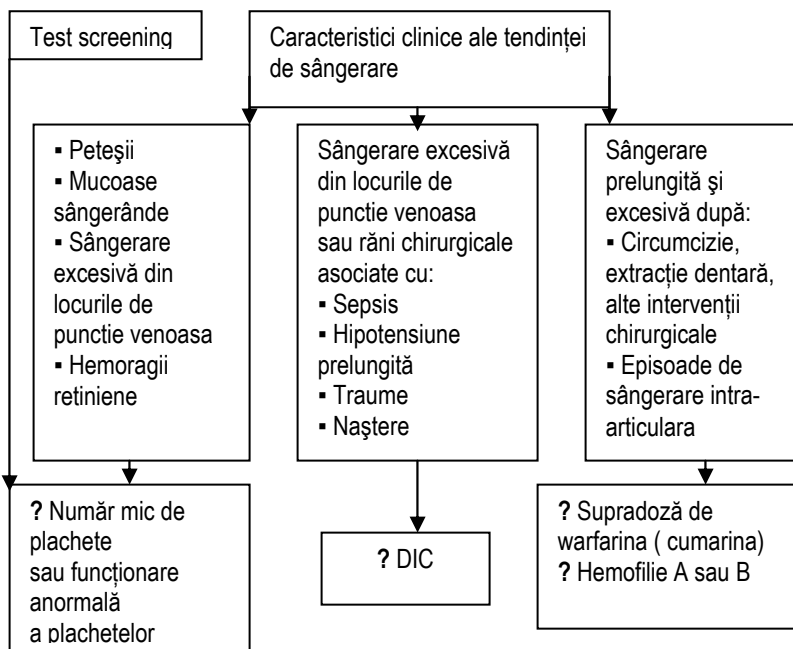 Test screening
Caracteristici clinice ale tendinței
de sângerare
▪ Peteşii
▪ Mucoase
sângerânde
▪ Sângerare
excesivă din
locurile de
punctie venoasa
▪ Hemoragii
retiniene
Sângerare excesivă
din locurile de
punctie venoasa
sau răni chirurgicale
asociate cu:
▪ Sepsis
▪ Hipotensiune
prelungită
▪ Traume
▪ Naştere
Sângerare
prelungită şi
excesivă după:
▪ Circumcizie,
extracție dentară,
alte intervenții
chirurgicale
▪ Episoade de
sângerare intra-
articulara
? Număr mic de
plachete
sau funcționare
anormală
a plachetelor
? DIC
? Supradoză de
warfarina ( cumarina)
? Hemofilie A sau B